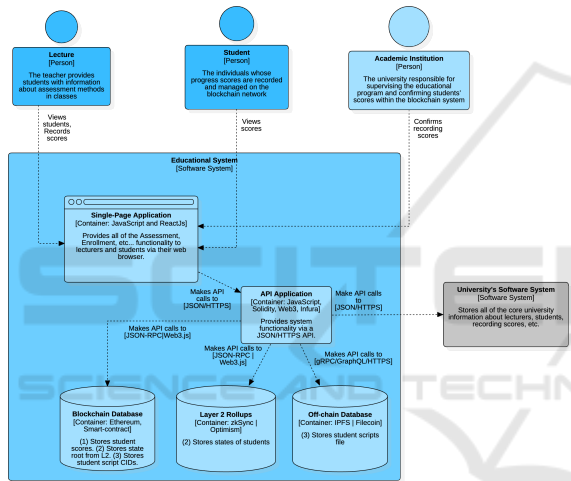 Lecture
[Person]
The teacher provides
students with information
about assessment methods
in classes
Student
[Person]
The individuals whose
progress scores are recorded
and managed on the
blockchain network
Academic Institution
[Person]
The university responsible for
supervising the educational
program and confirming students'
scores within the blockchain system
Views
students,
Records
scores
Views
scores
Confirms
recording
scores
Educational System
[Software System]
Single-Page Application
[Container: JavaScript and ReactJs]
Provides all of the Assessment,
Enrollment, etc... functionality to
lecturers and students via their web
browser.
Makes API
calls to
[JSON/HTTPS]
API Application
[Container: JavaScript,
Solidity, Web3, Infura]
Provides system
functionality via a
JSON/HTTPS API.
Make API calls
to
[JSON/HTTPS]
University's Software System
[Software System]
Stores all of the core university
information about lecturers, students,
recording scores, etc.
Makes API calls to
[JSON-RPC|Web3.js]
Makes API calls to
[JSON-RPC |
Web3.js]
Makes API calls to
[gRPC/GraphQL/HTTPS]
Blockchain Database
[Container: Ethereum,
Smart-contract]
(1) Stores student
scores. (2) Stores state
root from L2. (3) Stores
student script CIDs.
Layer 2 Rollups
[Container: zkSync |
Optimism]
(2) Stores states of students
Off-chain Database
[Container: IPFS | Filecoin]
(3) Stores student scripts
file
SCITE
SCIENCE AND TECHN